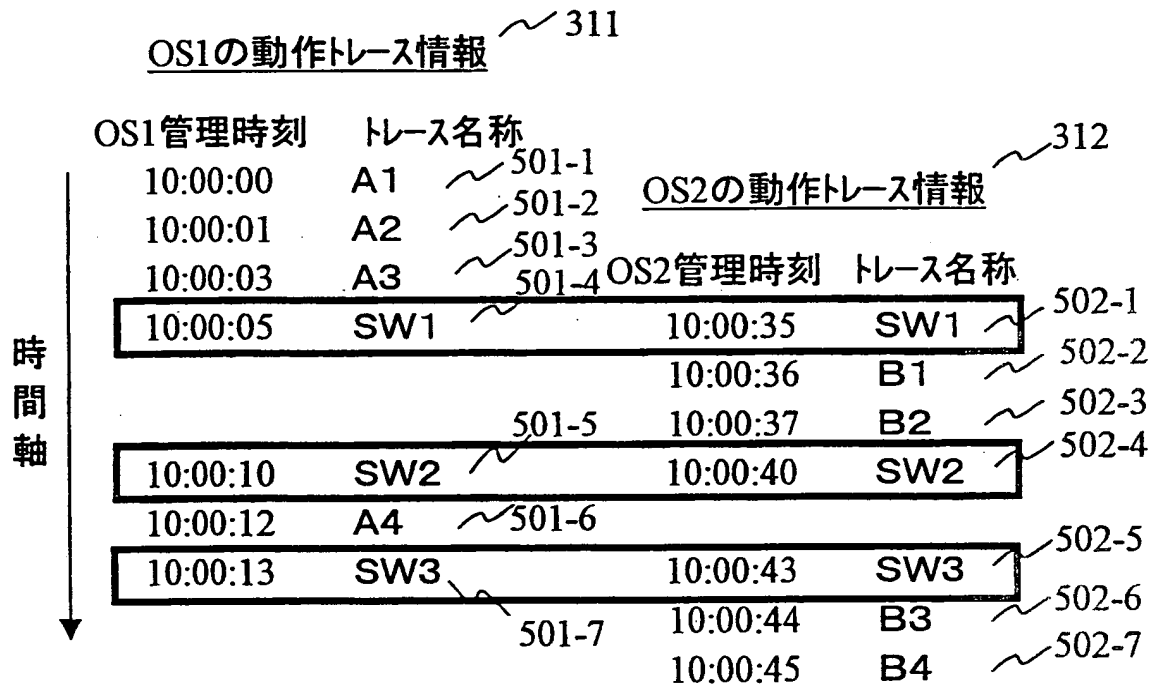 311
OS1の動作トレース情報
OS1管理時刻 トレース名称
312
10:00:00 A1 501-1
OS2の動作トレース情報
10:00:01 A2 501-2
10:00:03 A3 501-3
OS2管理時刻 トレース名称
501-4
10:00:05 SW1 10:00:35 SW1 502-1
10:00:36 B1 502-2
10:00:37 B2 502-3
501-5
10:00:10 SW2 10:00:40 SW2 502-4
10:00:12 A4 501-6
10:00:13 SW3 10:00:43 SW3 502-5
501-7
10:00:44 B3 502-6
10:00:45 B4 502-7
時間軸